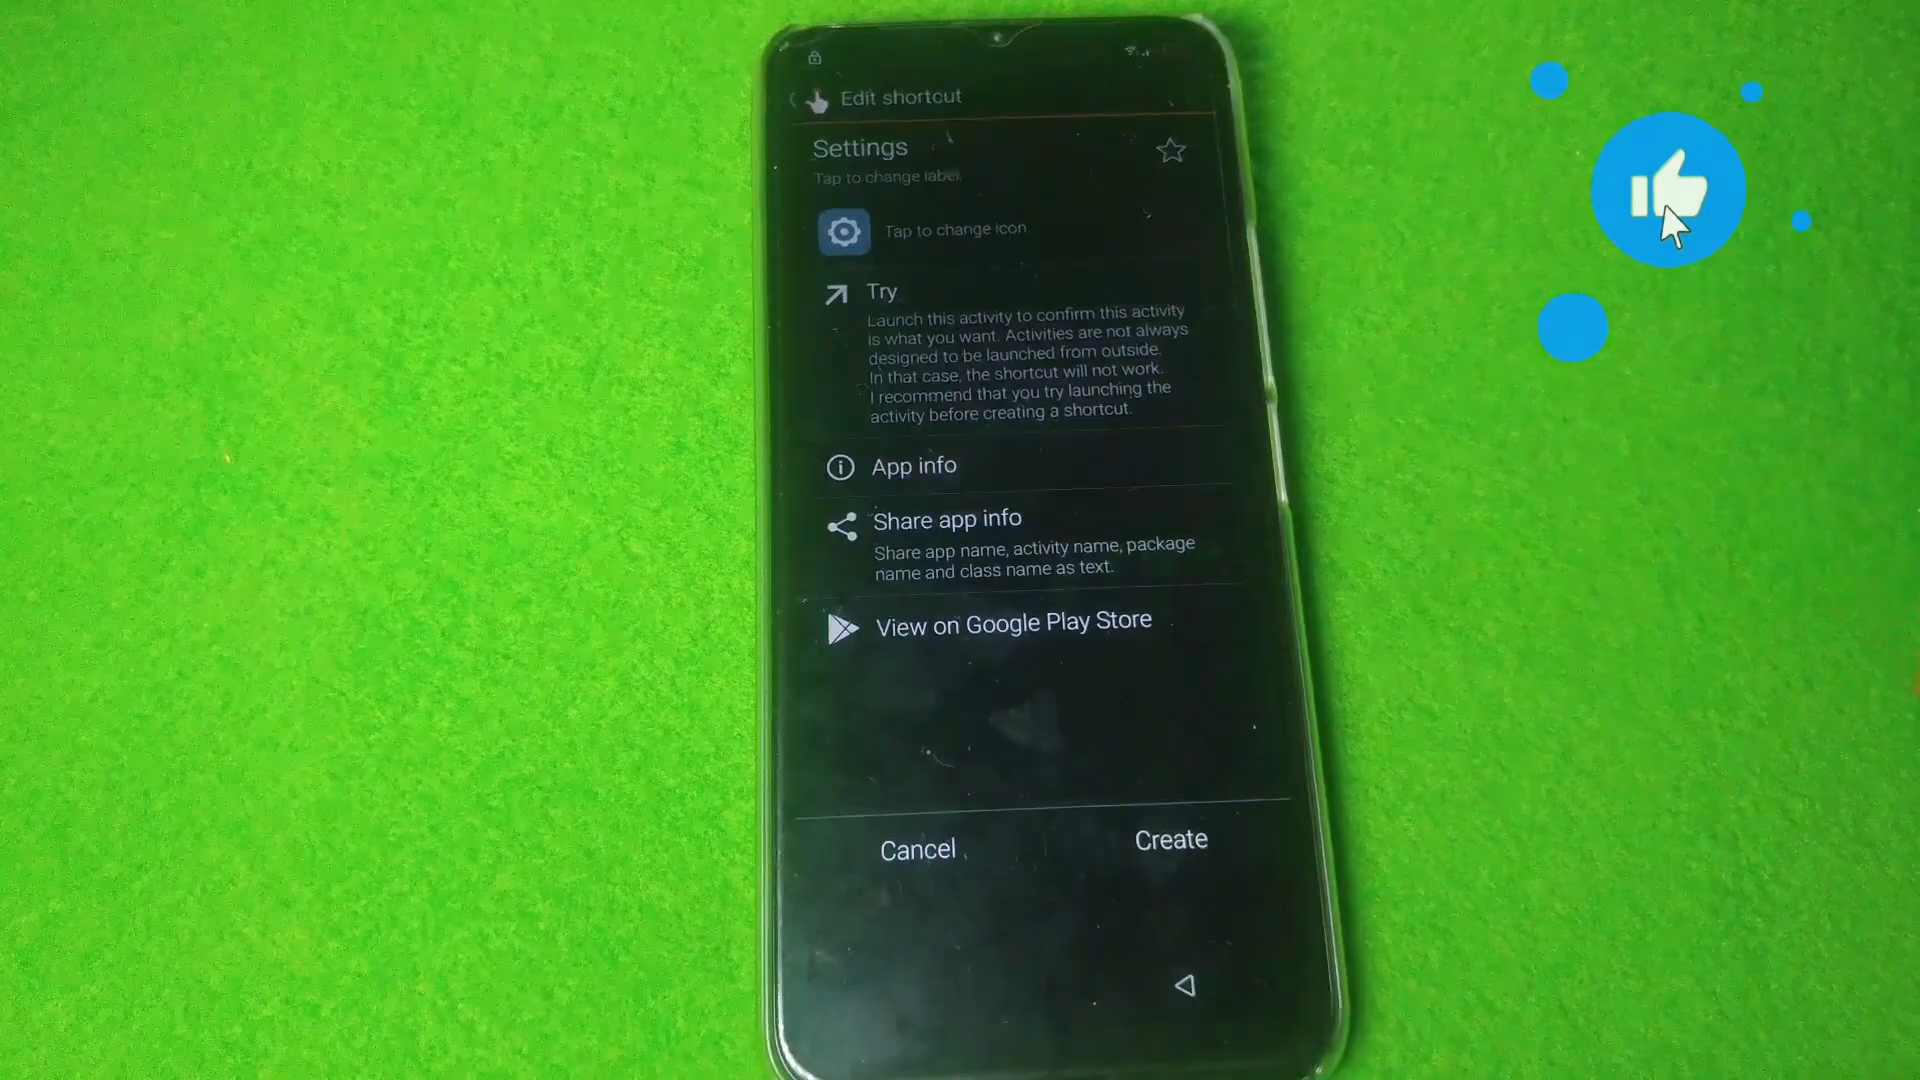 Edit shortcut
Settings
Tap to change label.
Tap to change icon.
Try
Launch this activity to confirm this activity
is what you want. Activities are not always
designed to be launched from outside.
In that case, the shortcut will not work.
I recommend that you try launching the
activity before creating a shortcut.
App info
Share app info
Share app name, activity name, package
name and class name as text.
View on Google Play Store
Cancel
Create